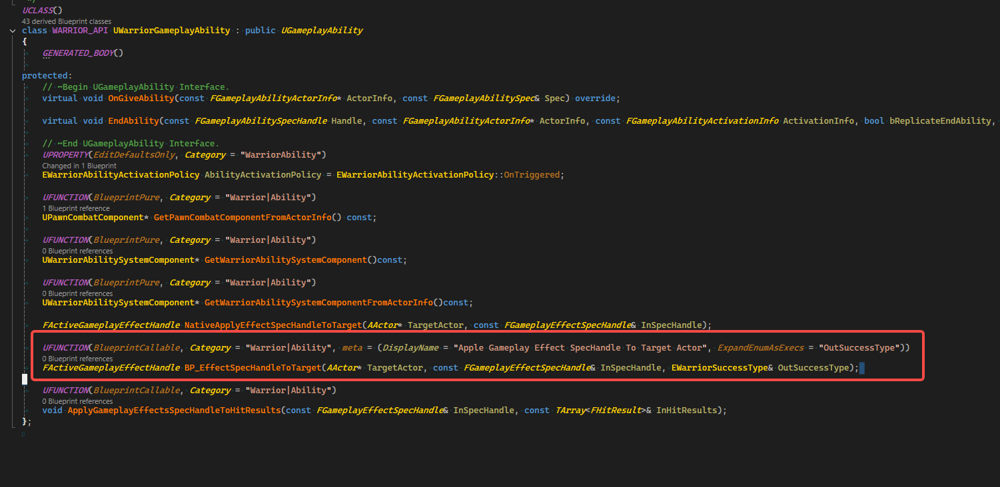 UCLASS()
43 derived Blueprint classes
class WARRIOR_API UWarriorGameplayAbility : public UGameplayAbility
{
GENERATED_BODY()
protected:
// ~Begin UGameplayAbility Interface.
virtual void OnGiveAbility(const FGameplayAbilityActorInfo* ActorInfo, const FGameplayAbilitySpec& Spec) override;
virtual void EndAbility(const FGameplayAbilitySpecHandle Handle, const FGameplayAbilityActorInfo* ActorInfo, const FGameplayAbilityActivationInfo ActivationInfo, bool bReplicateEndAbility,
// ~End UGameplayAbility Interface.
UPROPERTY(EditDefaultsOnly, Category = "WarriorAbility")
Changed in 1 Blueprint
EWarriorAbilityActivationPolicy AbilityActivationPolicy = EWarriorAbilityActivationPolicy::OnTriggered;
UFUNCTION(BlueprintPure, Category = "Warrior|Ability")
1 Blueprint reference
UPawnCombatComponent* GetPawnCombatComponentFromActorInfo() const;
UFUNCTION(BlueprintPure, Category = "Warrior|Ability")
0 Blueprint references
UWarriorAbilitySystemComponent* GetWarriorAbilitySystemComponent()const;
UFUNCTION(BlueprintPure, Category = "Warrior|Ability")
0 Blueprint references
UWarriorAbilitySystemComponent* GetWarriorAbilitySystemComponentFromActorInfo()const;
FActiveGameplayEffectHandle NativeApplyEffectSpecHandleToTarget(AActor* TargetActor, const FGameplayEffectSpecHandle& InSpecHandle);
UFUNCTION(BlueprintCallable, Category = "Warrior|Ability", meta = (DisplayName = "Apple Gameplay Effect SpecHandle To Target Actor", ExpandEnumAsExecs = "OutSuccessType"))
0 Blueprint references
FActiveGameplayEffectHandle BP_EffectSpecHandleToTarget(AActor* TargetActor, const FGameplayEffectSpecHandle& InSpecHandle, EWarriorSuccessType& OutSuccessType);
UFUNCTION(BlueprintCallable, Category = "Warrior|Ability")
0 Blueprint references
void ApplyGameplayEffectsSpecHandleToHitResults(const FGameplayEffectSpecHandle& InSpecHandle, const TArray<FHitResult>& InHitResults);
};